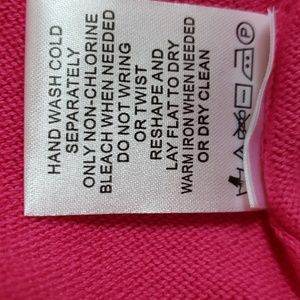 HAND WASH COLD
SEPARATELY
ONLY NON-CHLORINE
BLEACH WHEN NEEDED
DO NOT WRING
OR TWIST
RESHAPE AND
LAY FLAT TO DRY
WARM IRON WHEN NEEDED
OR DRY CLEAN
P